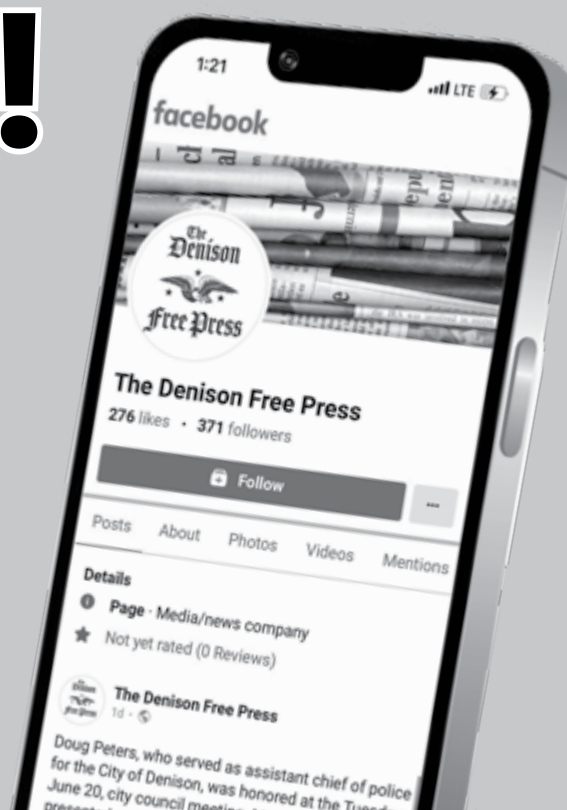 !
1:21
LTE
facebook
The
Denison
Free Press
The Denison Free Press
276 likes • 371 followers
Follow
Posts About Photos Videos Mentions
Details
Page · Media/news company
Not yet rated (0 Reviews)
The Denison Free Press
1d ·
Doug Peters, who served as assistant chief of police
for the City of Denison, was honored at the
June 20, city council